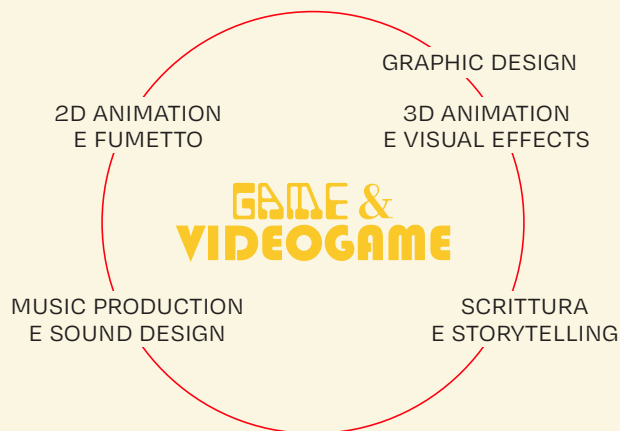 GRAPHIC DESIGN
2D ANIMATION
E FUMETTO
3D ANIMATION
E VISUAL EFFECTS
GAME &
VIDEOGAME
MUSIC PRODUCTION
E SOUND DESIGN
SCRITTURA
E STORYTELLING